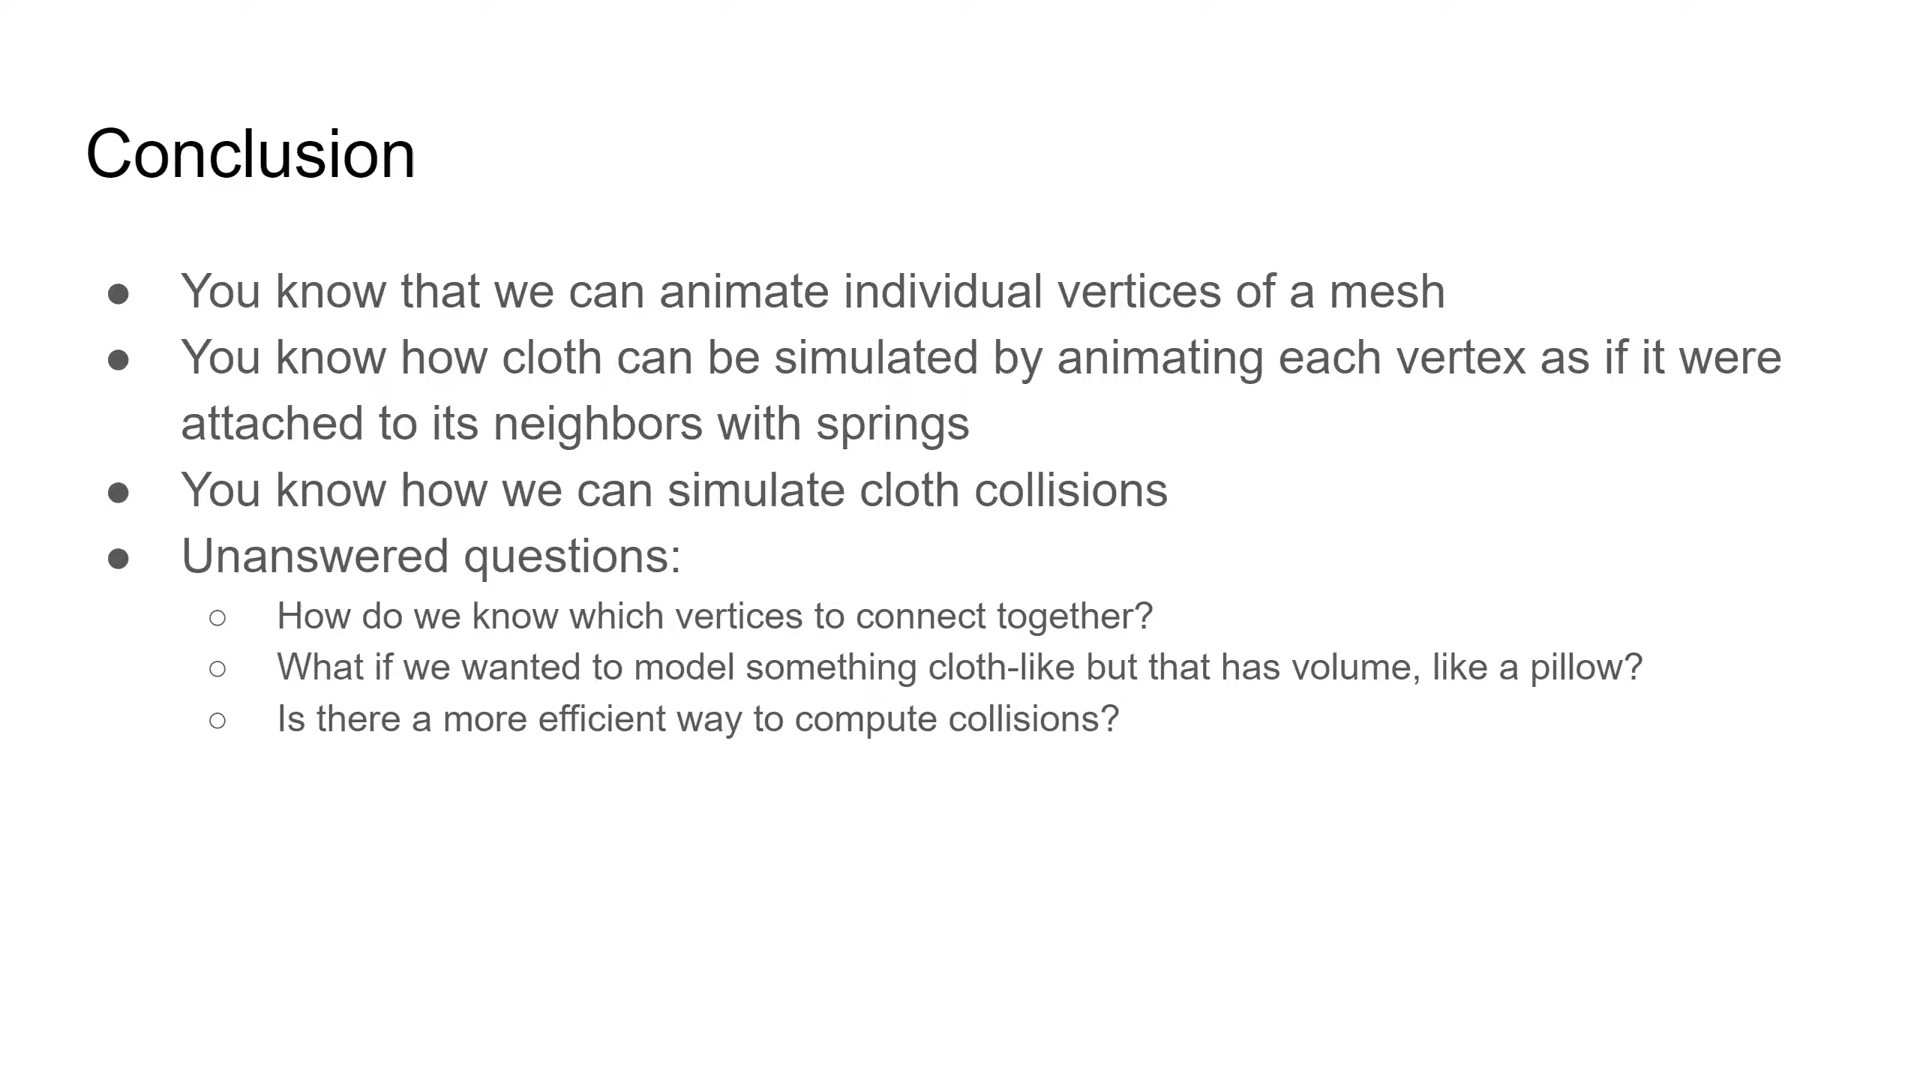 Conclusion
● You know that we can animate individual vertices of a mesh
● You know how cloth can be simulated by animating each vertex as if it were
attached to its neighbors with springs
● You know how we can simulate cloth collisions
● Unanswered questions:
○ How do we know which vertices to connect together?
○ What if we wanted to model something cloth-like but that has volume, like a pillow?
○ Is there a more efficient way to compute collisions?